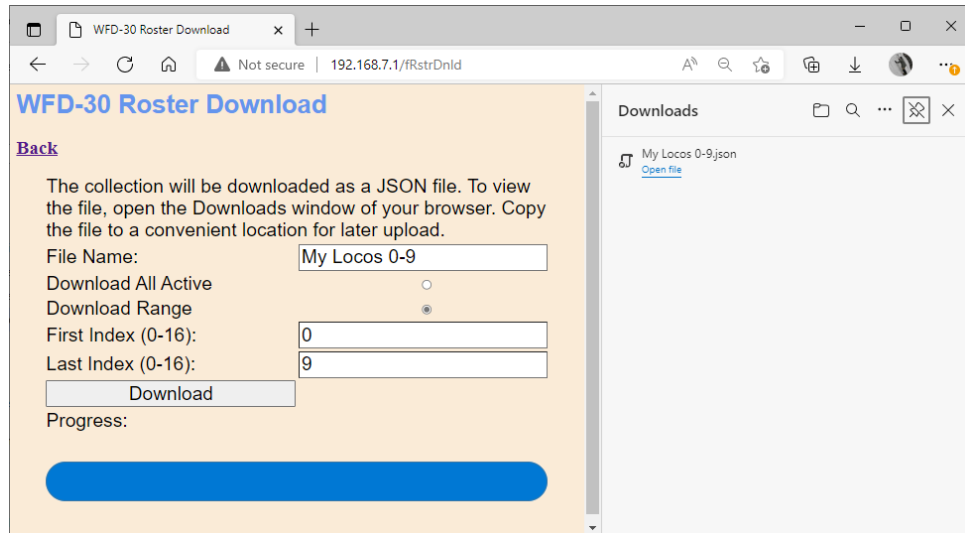 WFD-30 Roster Download
Not secure | 192.168.7.1/fRstrDnld
WFD-30 Roster Download
Back
The collection will be downloaded as a JSON file. To view
the file, open the Downloads window of your browser. Copy
the file to a convenient location for later upload.
File Name: My Locos 0-9
Download All Active
Download Range
First Index (0-16): 0
Last Index (0-16): 9
Download
Progress:
Downloads
My Locos 0-9.json
Open file